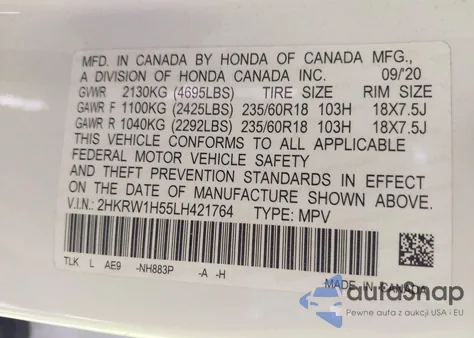 MFD. IN CANADA BY HONDA OF CANADA MFG.,
A DIVISION OF HONDA CANADA INC. 09/'20
GVWR 2130KG (4695LBS) TIRE SIZE RIM SIZE
GAWR F 1100KG (2425LBS) 235/60R18 103H 18X7.5J
GAWR R 1040KG (2292LBS) 235/60R18 103H 18X7.5J
THIS VEHICLE CONFORMS TO ALL APPLICABLE
FEDERAL MOTOR VEHICLE SAFETY
AND THEFT PREVENTION STANDARDS IN EFFECT
ON THE DATE OF MANUFACTURE SHOWN ABOVE.
V.I.N.: 2HKRW1H55LH421764 TYPE: MPV
TLK L AE9 -NH883P -A -H
MADE IN CANADA
autaSnap
Pewne auta z aukcji USA - EU